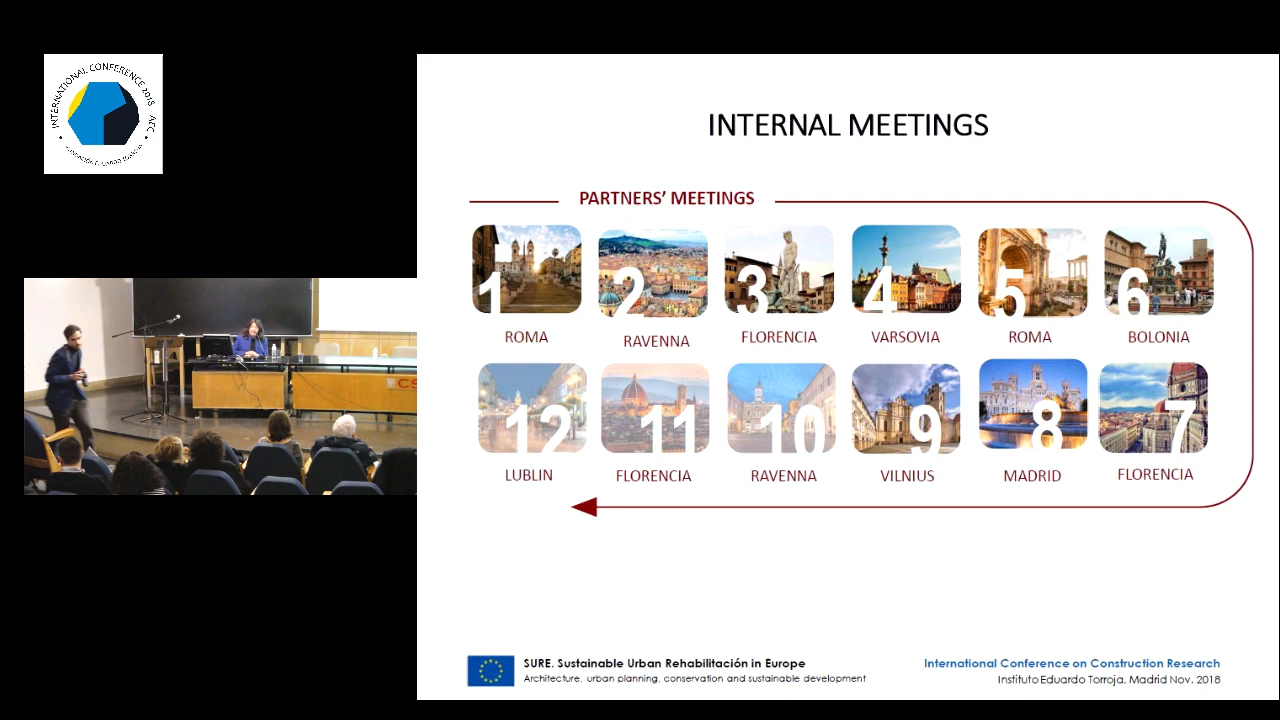 INTERNATIONAL CONFERENCE 2018 AEC
INTERNAL MEETINGS
PARTNERS’ MEETINGS
1 2 3 4 5 6
ROMA RAVENNA FLORENCIA VARSOVIA ROMA BOLONIA
12 11 10 9 8 7
LUBLIN FLORENCIA RAVENNA VILNIUS MADRID FLORENCIA
CS
SURE. Sustainable Urban Rehabilitación in Europe
Architecture, urban planning, conservation and sustainable development
International Conference on Construction Research
Instituto Eduardo Torroja. Madrid Nov. 2018